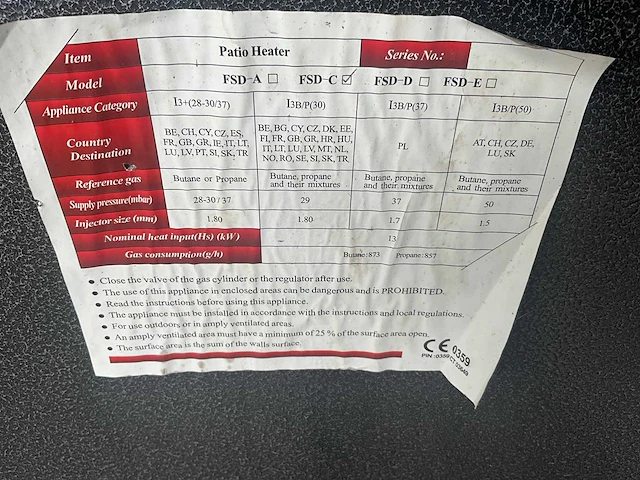 Item Patio Heater Series No.:
Model FSD-A ☐ FSD-C ☑ FSD-D ☐ FSD-E ☐
Appliance Category I3+(28-30/37) I3B/P(30) I3B/P(37) I3B/P(50)
Country Destination
BE, CH, CY, CZ, ES,
FR, GB, GR, IE, IT, LT,
LU, LV, PT, SI, SK, TR
BE, BG, CY, CZ, DK, EE,
FI, FR, GB, GR, HR, HU,
IT, LT, LU, LV, MT, NL,
NO, RO, SE, SI, SK, TR
PL
AT, CH, CZ, DE,
LU, SK
Reference gas Butane or Propane Butane, propane and their mixtures Butane, propane and their mixtures Butane, propane and their mixtures
Supply pressure(mbar) 28-30/37 29 37 50
Injector size (mm) 1.80 1.80 1.7 1.5
Nominal heat input(Hs) (kW) 13
Gas consumption(g/h) Butane:873 Propane:857
● Close the valve of the gas cylinder or the regulator after use.
● The use of this appliance in enclosed areas can be dangerous and is PROHIBITED.
● Read the instructions before using this appliance.
● The appliance must be installed in accordance with the instructions and local regulations.
● For use outdoors or in amply ventilated areas.
● An amply ventilated area must have a minimum of 25 % of the surface area open.
● The surface area is the sum of the walls surface.
CE 0359
PIN :0359